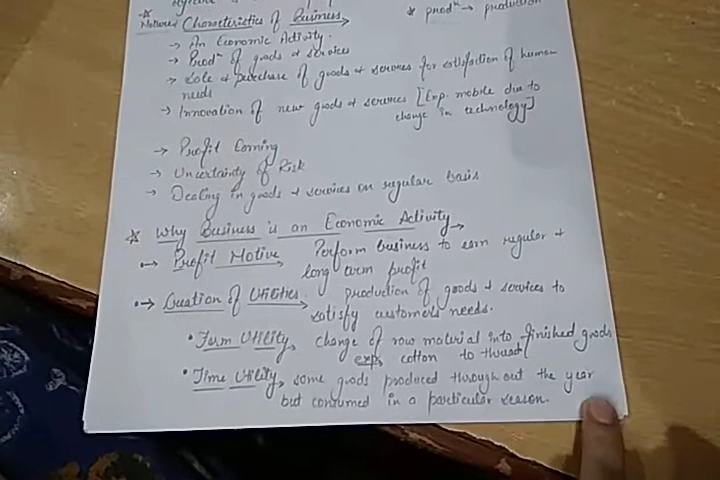 Nature & Characteristics of Business
* prodⁿ → production
→ An Economic Activity.
→ Prodⁿ of goods & services
→ Sale & purchase of goods & services for satisfaction of human
needs
→ Innovation of new goods & services [Exp. mobile due to
change in technology]
→ Profit Earning
→ Uncertainty of Risk
→ Dealing in goods & services on regular basis
* Why Business is an Economic Activity →
•→ Profit Motive Perform business to earn regular &
long term profit
•→ Creation of Utilities, production of goods & services to
satisfy customers needs.
• Form Utility, change of row material into finished goods
exp, cotton to thread
• Time Utility, some goods produced throughout the year
but consumed in a particular season.